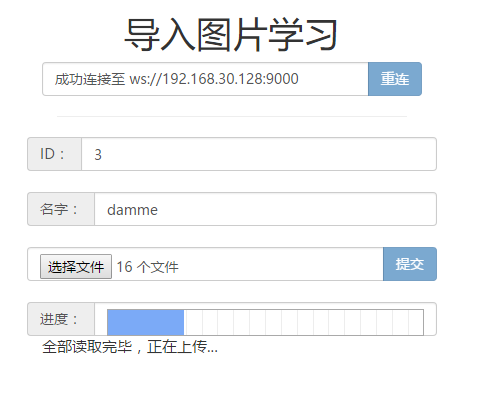 导入图片学习
成功连接至 ws://192.168.30.128:9000 重连
ID： 3
名字： damme
选择文件 16 个文件 提交
进度：
全部读取完毕，正在上传...